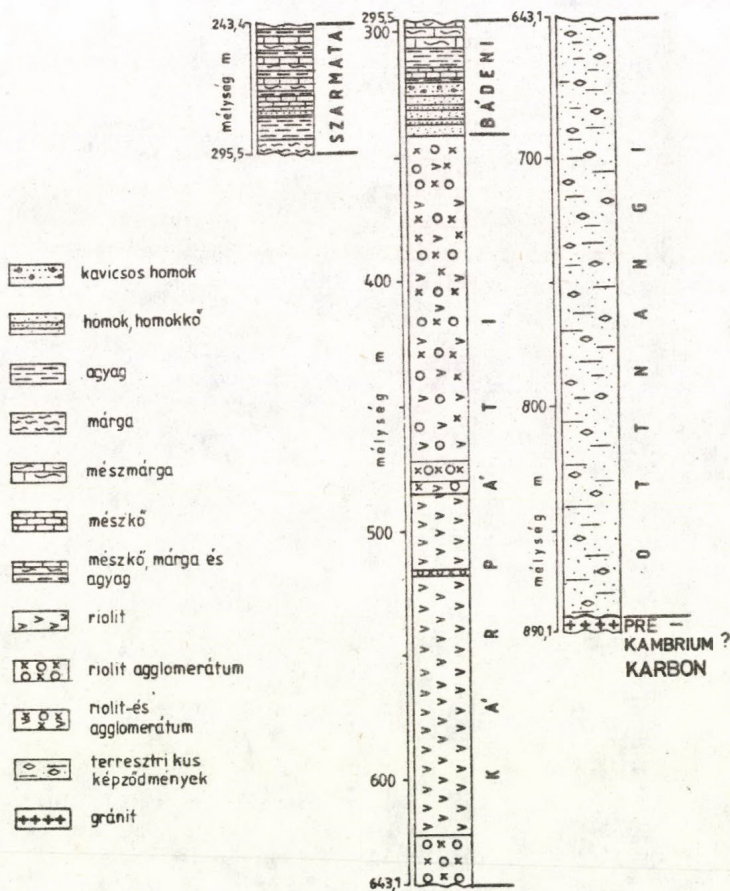 243,4
mélység m
295,5
SZARMATA
295,5
300
400
mélység m
500
600
643,1
BÁDENI
KÁRPÁTI
643,1
700
800
mélység m
890,1
OTTNANGI
PRE –
KAMBRIUM ?
KARBON
kavicsos homok
homok, homokkő
agyag
márga
mészmárga
mészkő
mészkő, márga és
agyag
riolit
riolit agglomerátum
riolit-és
agglomerátum
terresztrikus
képződmények
gránit